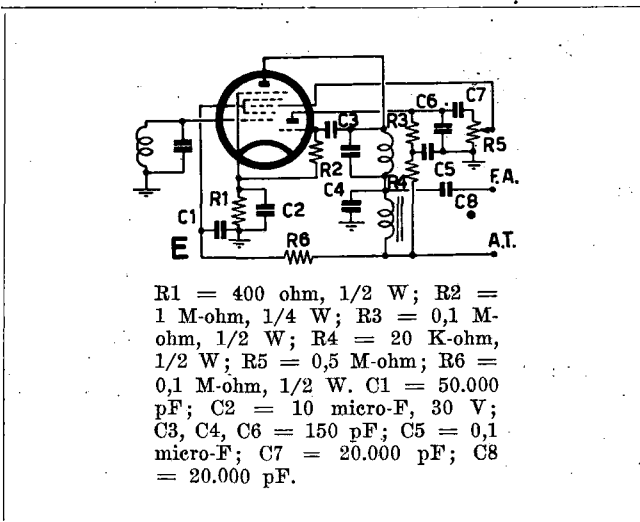 C3
C6
C7
R3
R5
R2
C5
R4
F.A.
C4
C8
R1
C2
C1
E
R6
A.T.
R1 = 400 ohm, 1/2 W; R2 =
1 M-ohm, 1/4 W; R3 = 0,1 M-
ohm, 1/2 W; R4 = 20 K-ohm,
1/2 W; R5 = 0,5 M-ohm; R6 =
0,1 M-ohm, 1/2 W. C1 = 50.000
pF; C2 = 10 micro-F, 30 V;
C3, C4, C6 = 150 pF; C5 = 0,1
micro-F; C7 = 20.000 pF; C8
= 20.000 pF.